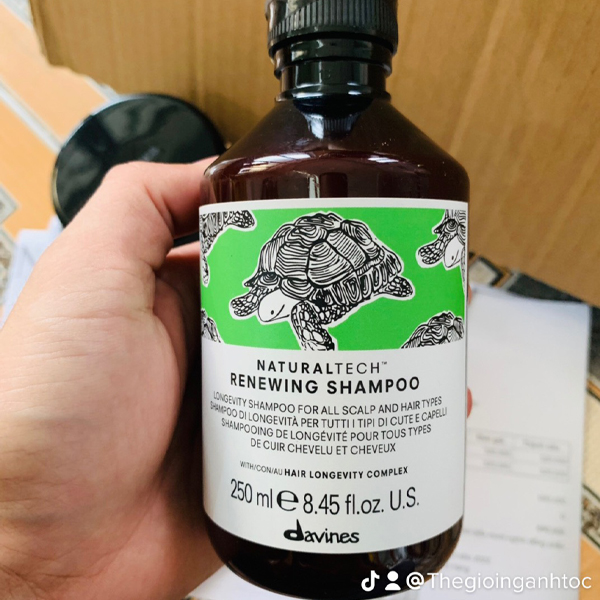 NATURALTECH™
RENEWING SHAMPOO
LONGEVITY SHAMPOO FOR ALL SCALP AND HAIR TYPES
SHAMPOO DI LONGEVITÀ PER TUTTI I TIPI DI CUTE E CAPELLI
SHAMPOOING DE LONGÉVITÉ POUR TOUS TYPES
DE CUIR CHEVELU ET CHEVEUX
WITH/CON/AU HAIR LONGEVITY COMPLEX
250 ml ℮ 8.45 fl.oz. U.S.
davines
@Thegioinganhtoc